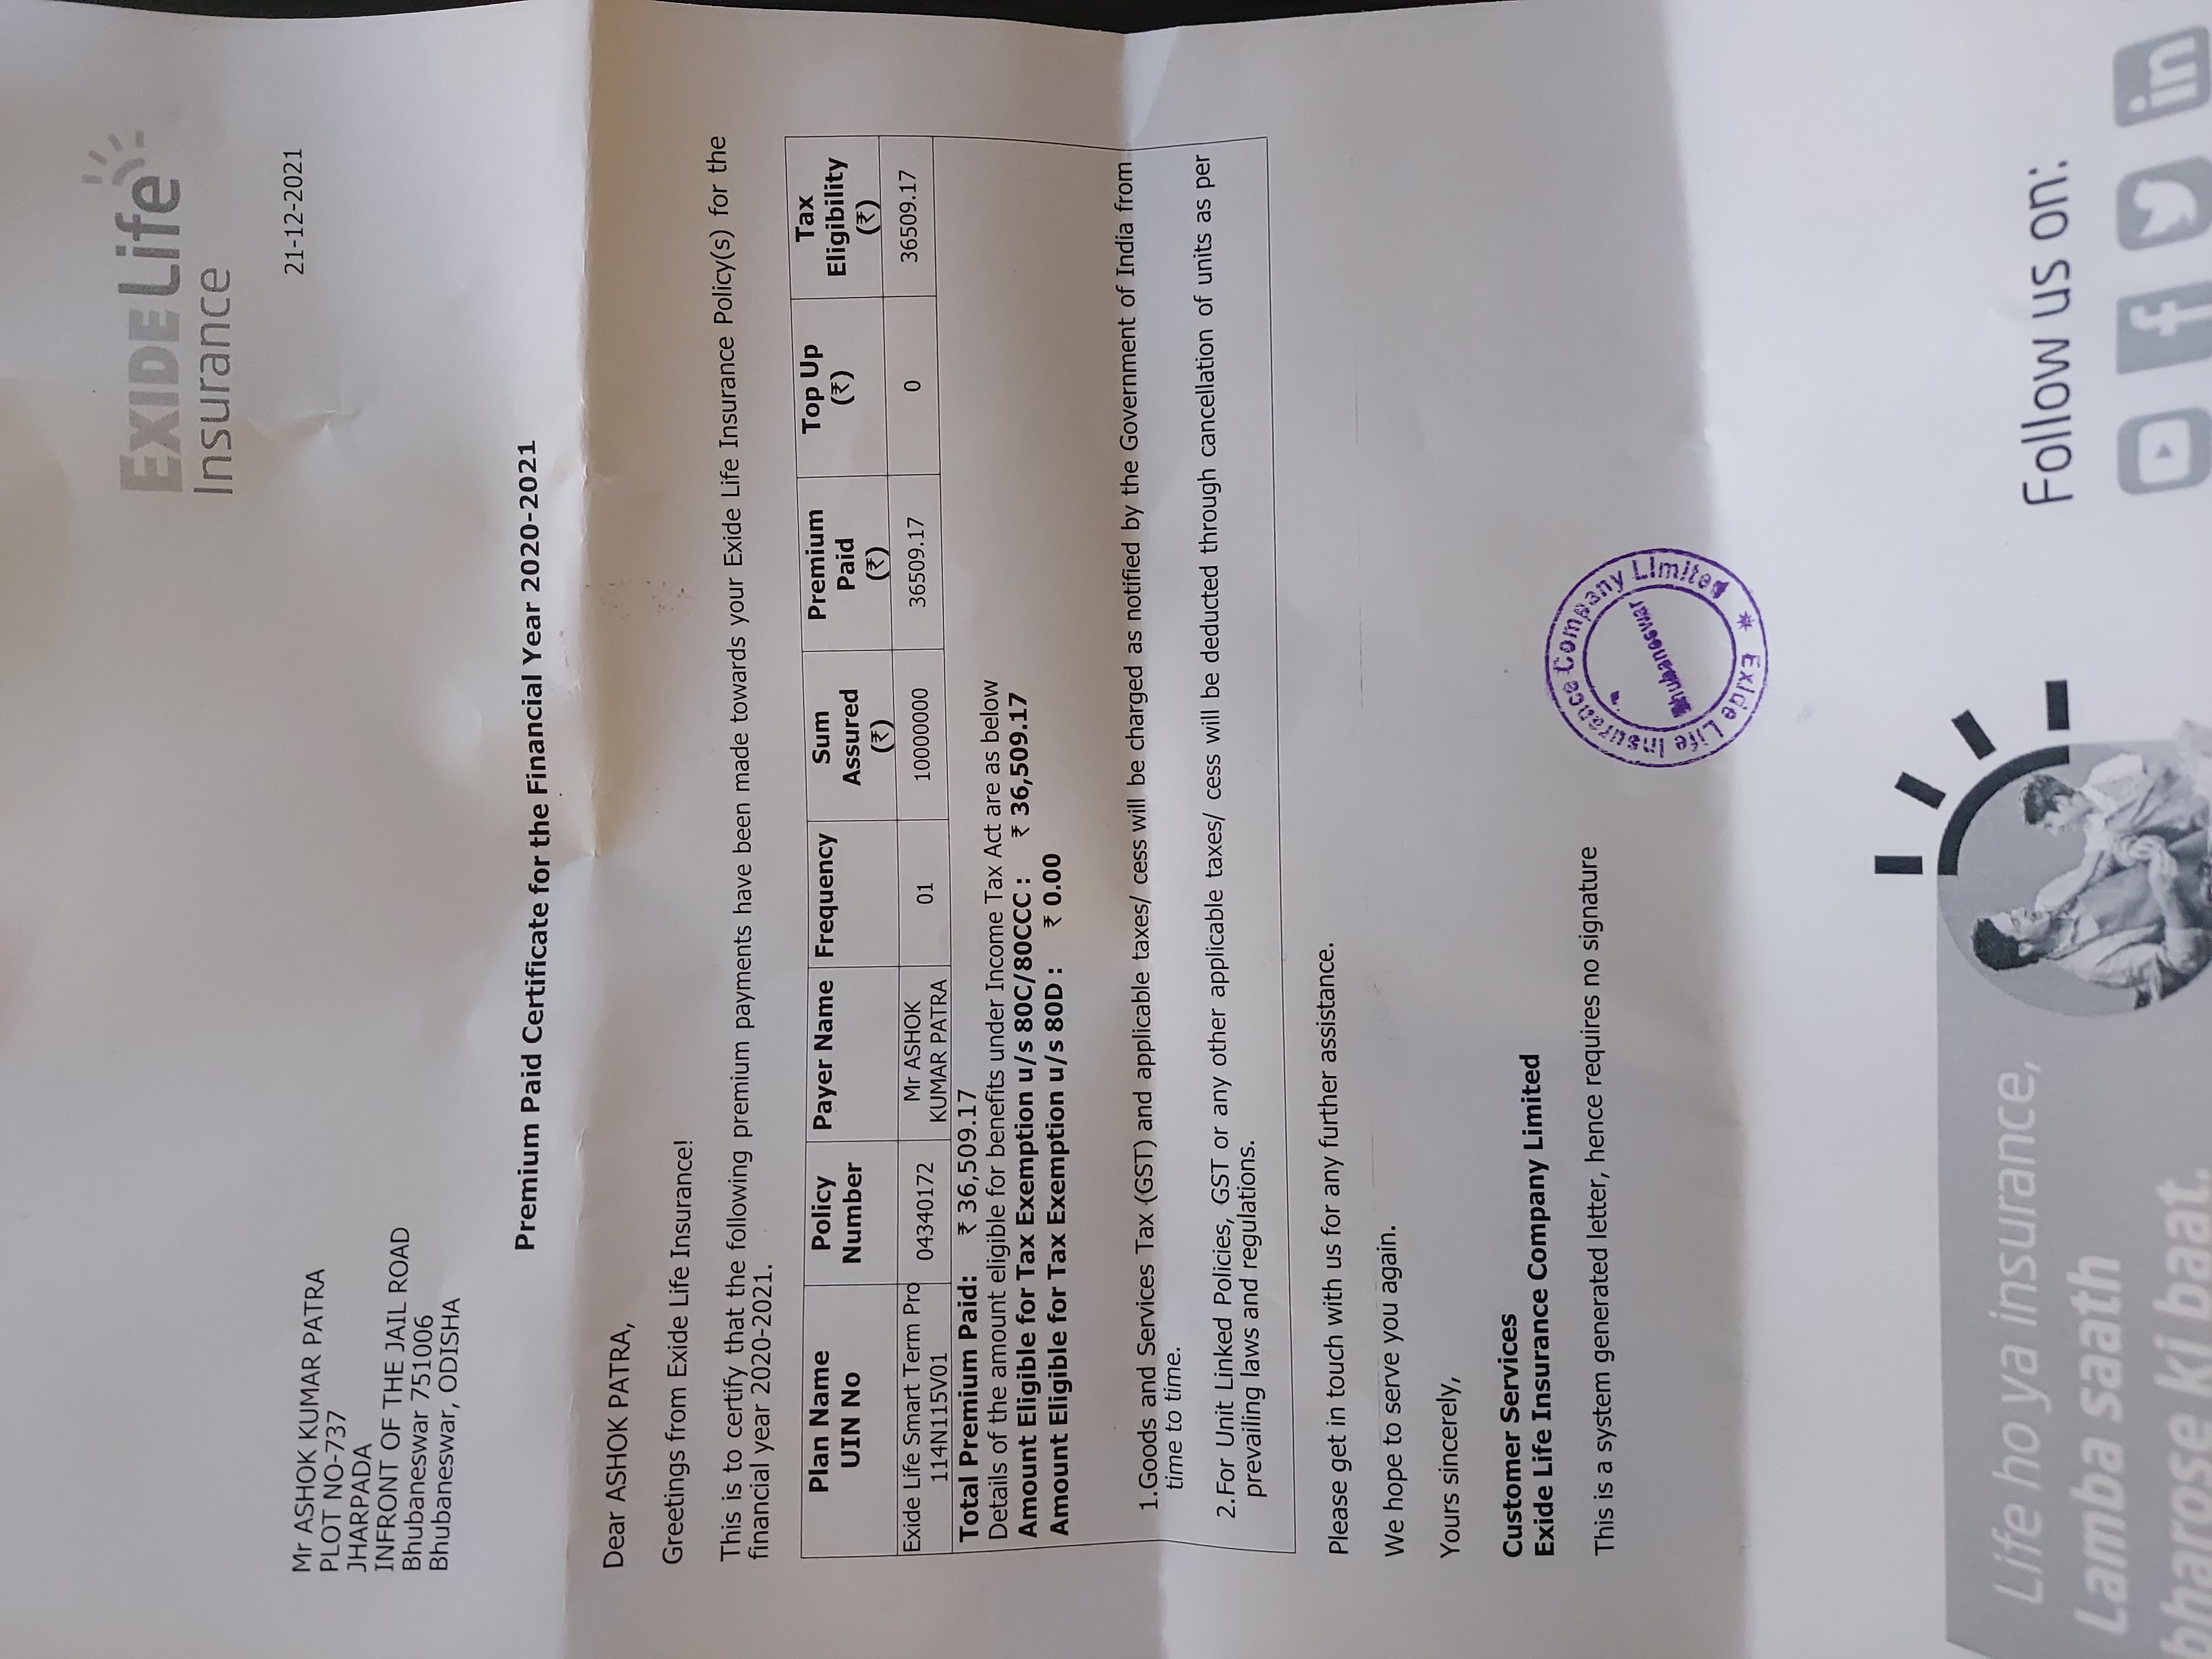 EXIDE Life
Insurance
21-12-2021
Mr ASHOK KUMAR PATRA
PLOT NO-737
JHARPADA
INFRONT OF THE JAIL ROAD
Bhubaneswar 751006
Bhubaneswar, ODISHA
Premium Paid Certificate for the Financial Year 2020-2021
Dear ASHOK PATRA,
Greetings from Exide Life Insurance!
This is to certify that the following premium payments have been made towards your Exide Life Insurance Policy(s) for the
financial year 2020-2021.
Plan Name UIN No Policy Number Payer Name Frequency Sum Assured (₹) Premium Paid (₹) Top Up (₹) Tax Eligibility (₹)
Exide Life Smart Term Pro 114N115V01 04340172 Mr ASHOK KUMAR PATRA 01 10000000 36509.17 0 36509.17
Total Premium Paid: ₹ 36,509.17
Details of the amount eligible for benefits under Income Tax Act are as below
Amount Eligible for Tax Exemption u/s 80C/80CCC : ₹ 36,509.17
Amount Eligible for Tax Exemption u/s 80D : ₹ 0.00
1.Goods and Services Tax (GST) and applicable taxes/ cess will be charged as notified by the Government of India from
time to time.
2.For Unit Linked Policies, GST or any other applicable taxes/ cess will be deducted through cancellation of units as per
prevailing laws and regulations.
Please get in touch with us for any further assistance.
We hope to serve you again.
Yours sincerely,
Customer Services
Exide Life Insurance Company Limited
This is a system generated letter, hence requires no signature
Exide Life Insurance Company Limited
Bhubaneswar
Life ho ya insurance,
Lamba saath
bharose ki baat.
Follow us on: